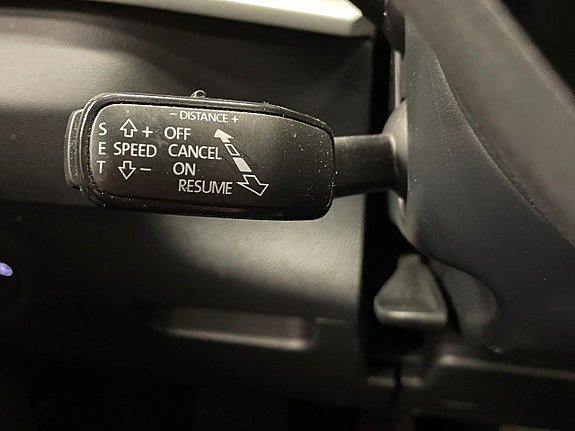 - DISTANCE +
S + OFF
E SPEED CANCEL
T - ON
RESUME